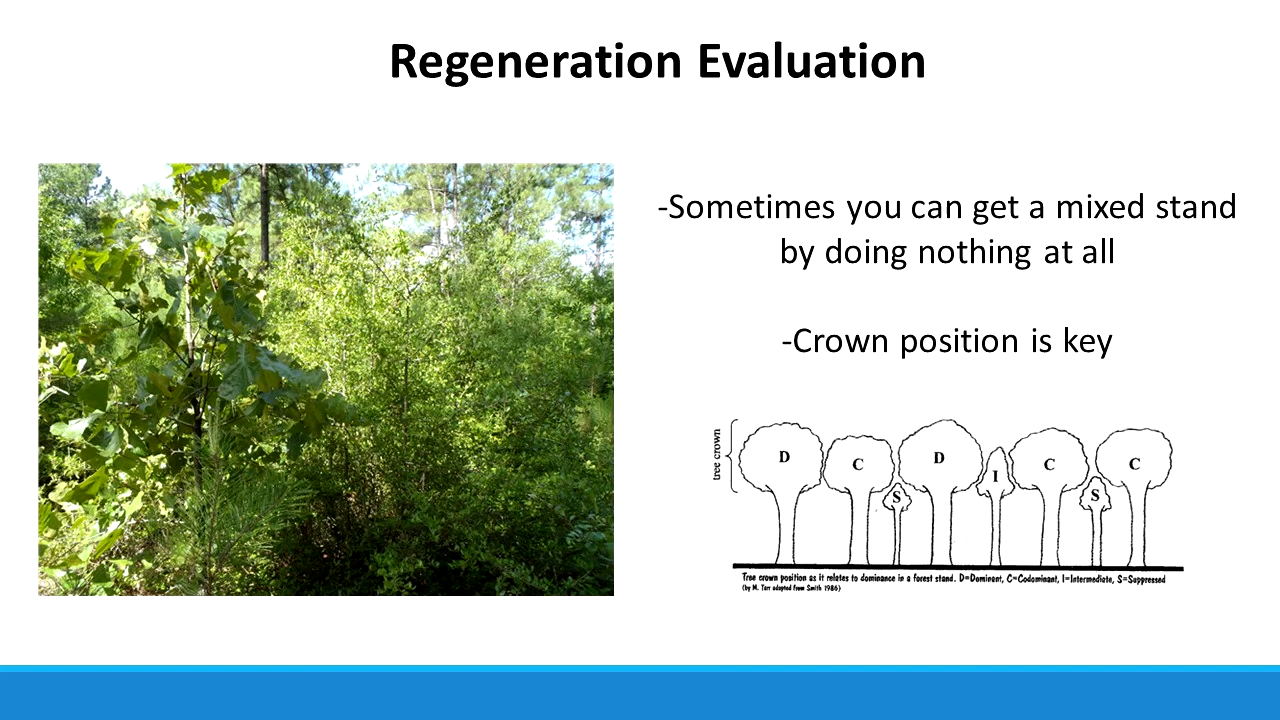 Regeneration Evaluation
-Sometimes you can get a mixed stand
by doing nothing at all
-Crown position is key
tree crown
D
C
S
D
I
C
S
C
Tree crown position as it relates to dominance in a forest stand. D=Dominant, C=Codominant, I=Intermediate, S=Suppressed
(by M. Tarr adapted from Smith 1986)